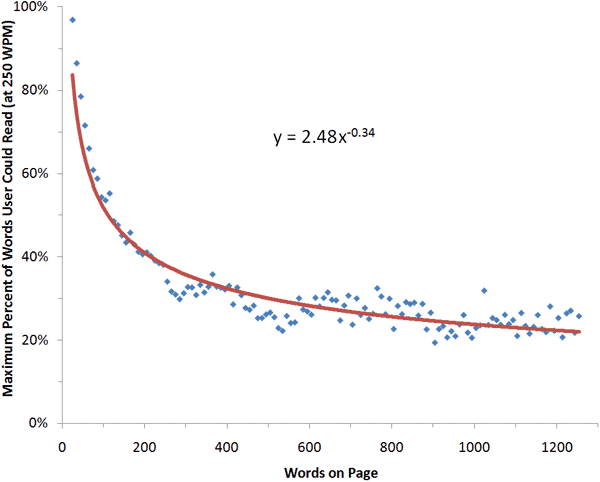 Maximum Percent of Words User Could Read (at 250 WPM)
100%
80%
60%
40%
20%
0%
y = 2.48x^-0.34
0 200 400 600 800 1000 1200
Words on Page